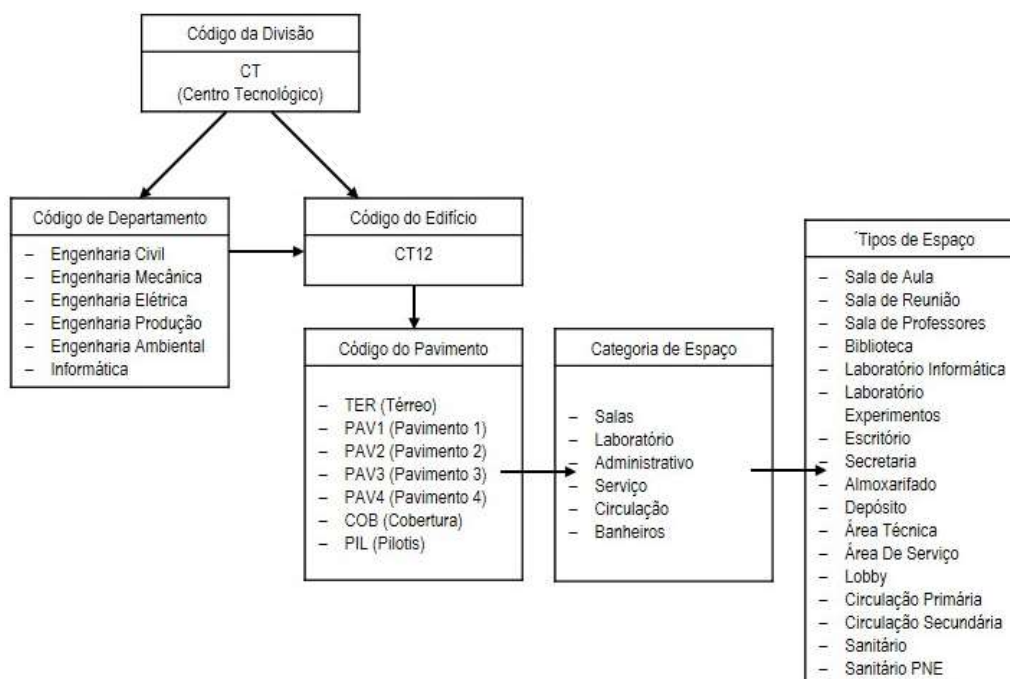 Código da Divisão
CT
(Centro Tecnológico)
Código de Departamento
– Engenharia Civil
– Engenharia Mecânica
– Engenharia Elétrica
– Engenharia Produção
– Engenharia Ambiental
– Informática
Código do Edifício
CT12
Código do Pavimento
– TER (Térreo)
– PAV1 (Pavimento 1)
– PAV2 (Pavimento 2)
– PAV3 (Pavimento 3)
– PAV4 (Pavimento 4)
– COB (Cobertura)
– PIL (Pilotis)
Categoria de Espaço
– Salas
– Laboratório
– Administrativo
– Serviço
– Circulação
– Banheiros
´Tipos de Espaço
– Sala de Aula
– Sala de Reunião
– Sala de Professores
– Biblioteca
– Laboratório Informática
– Laboratório
Experimentos
– Escritório
– Secretaria
– Almoxarifado
– Depósito
– Área Técnica
– Área De Serviço
– Lobby
– Circulação Primária
– Circulação Secundária
– Sanitário
– Sanitário PNE